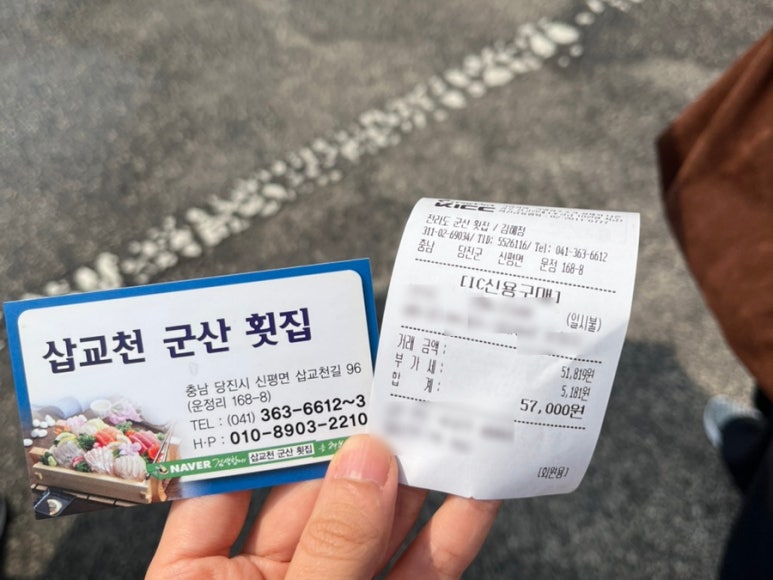 삽교천 군산 횟집
충남 당진시 신평면 삽교천길 96
(운정리 168-8)
TEL : (041) 363-6612~3
H·P : 010-8903-2210
NAVER 삽교천 군산 횟집
KICC
전라도 군산 횟집 / 김혜점
311-02-69034/ TID: 5526116/ Tel: 041-363-6612
충남 당진군 신평면 운정 168-8
[IC신용구매]
(일시불)
거래 금액 : 51,819원
부 가 세 : 5,181원
합 계 : 57,000원
[회원용]